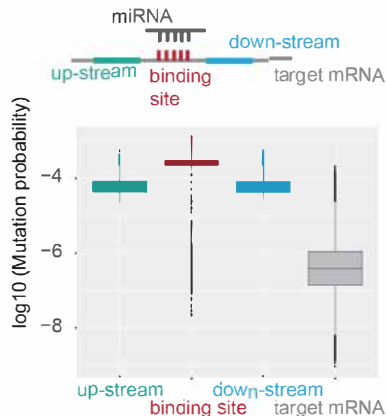 miRNA
down-stream
up-stream
binding
site
target mRNA
log10 (Mutation probability)
−4
−6
−8
up-stream
down-stream
binding site
target mRNA